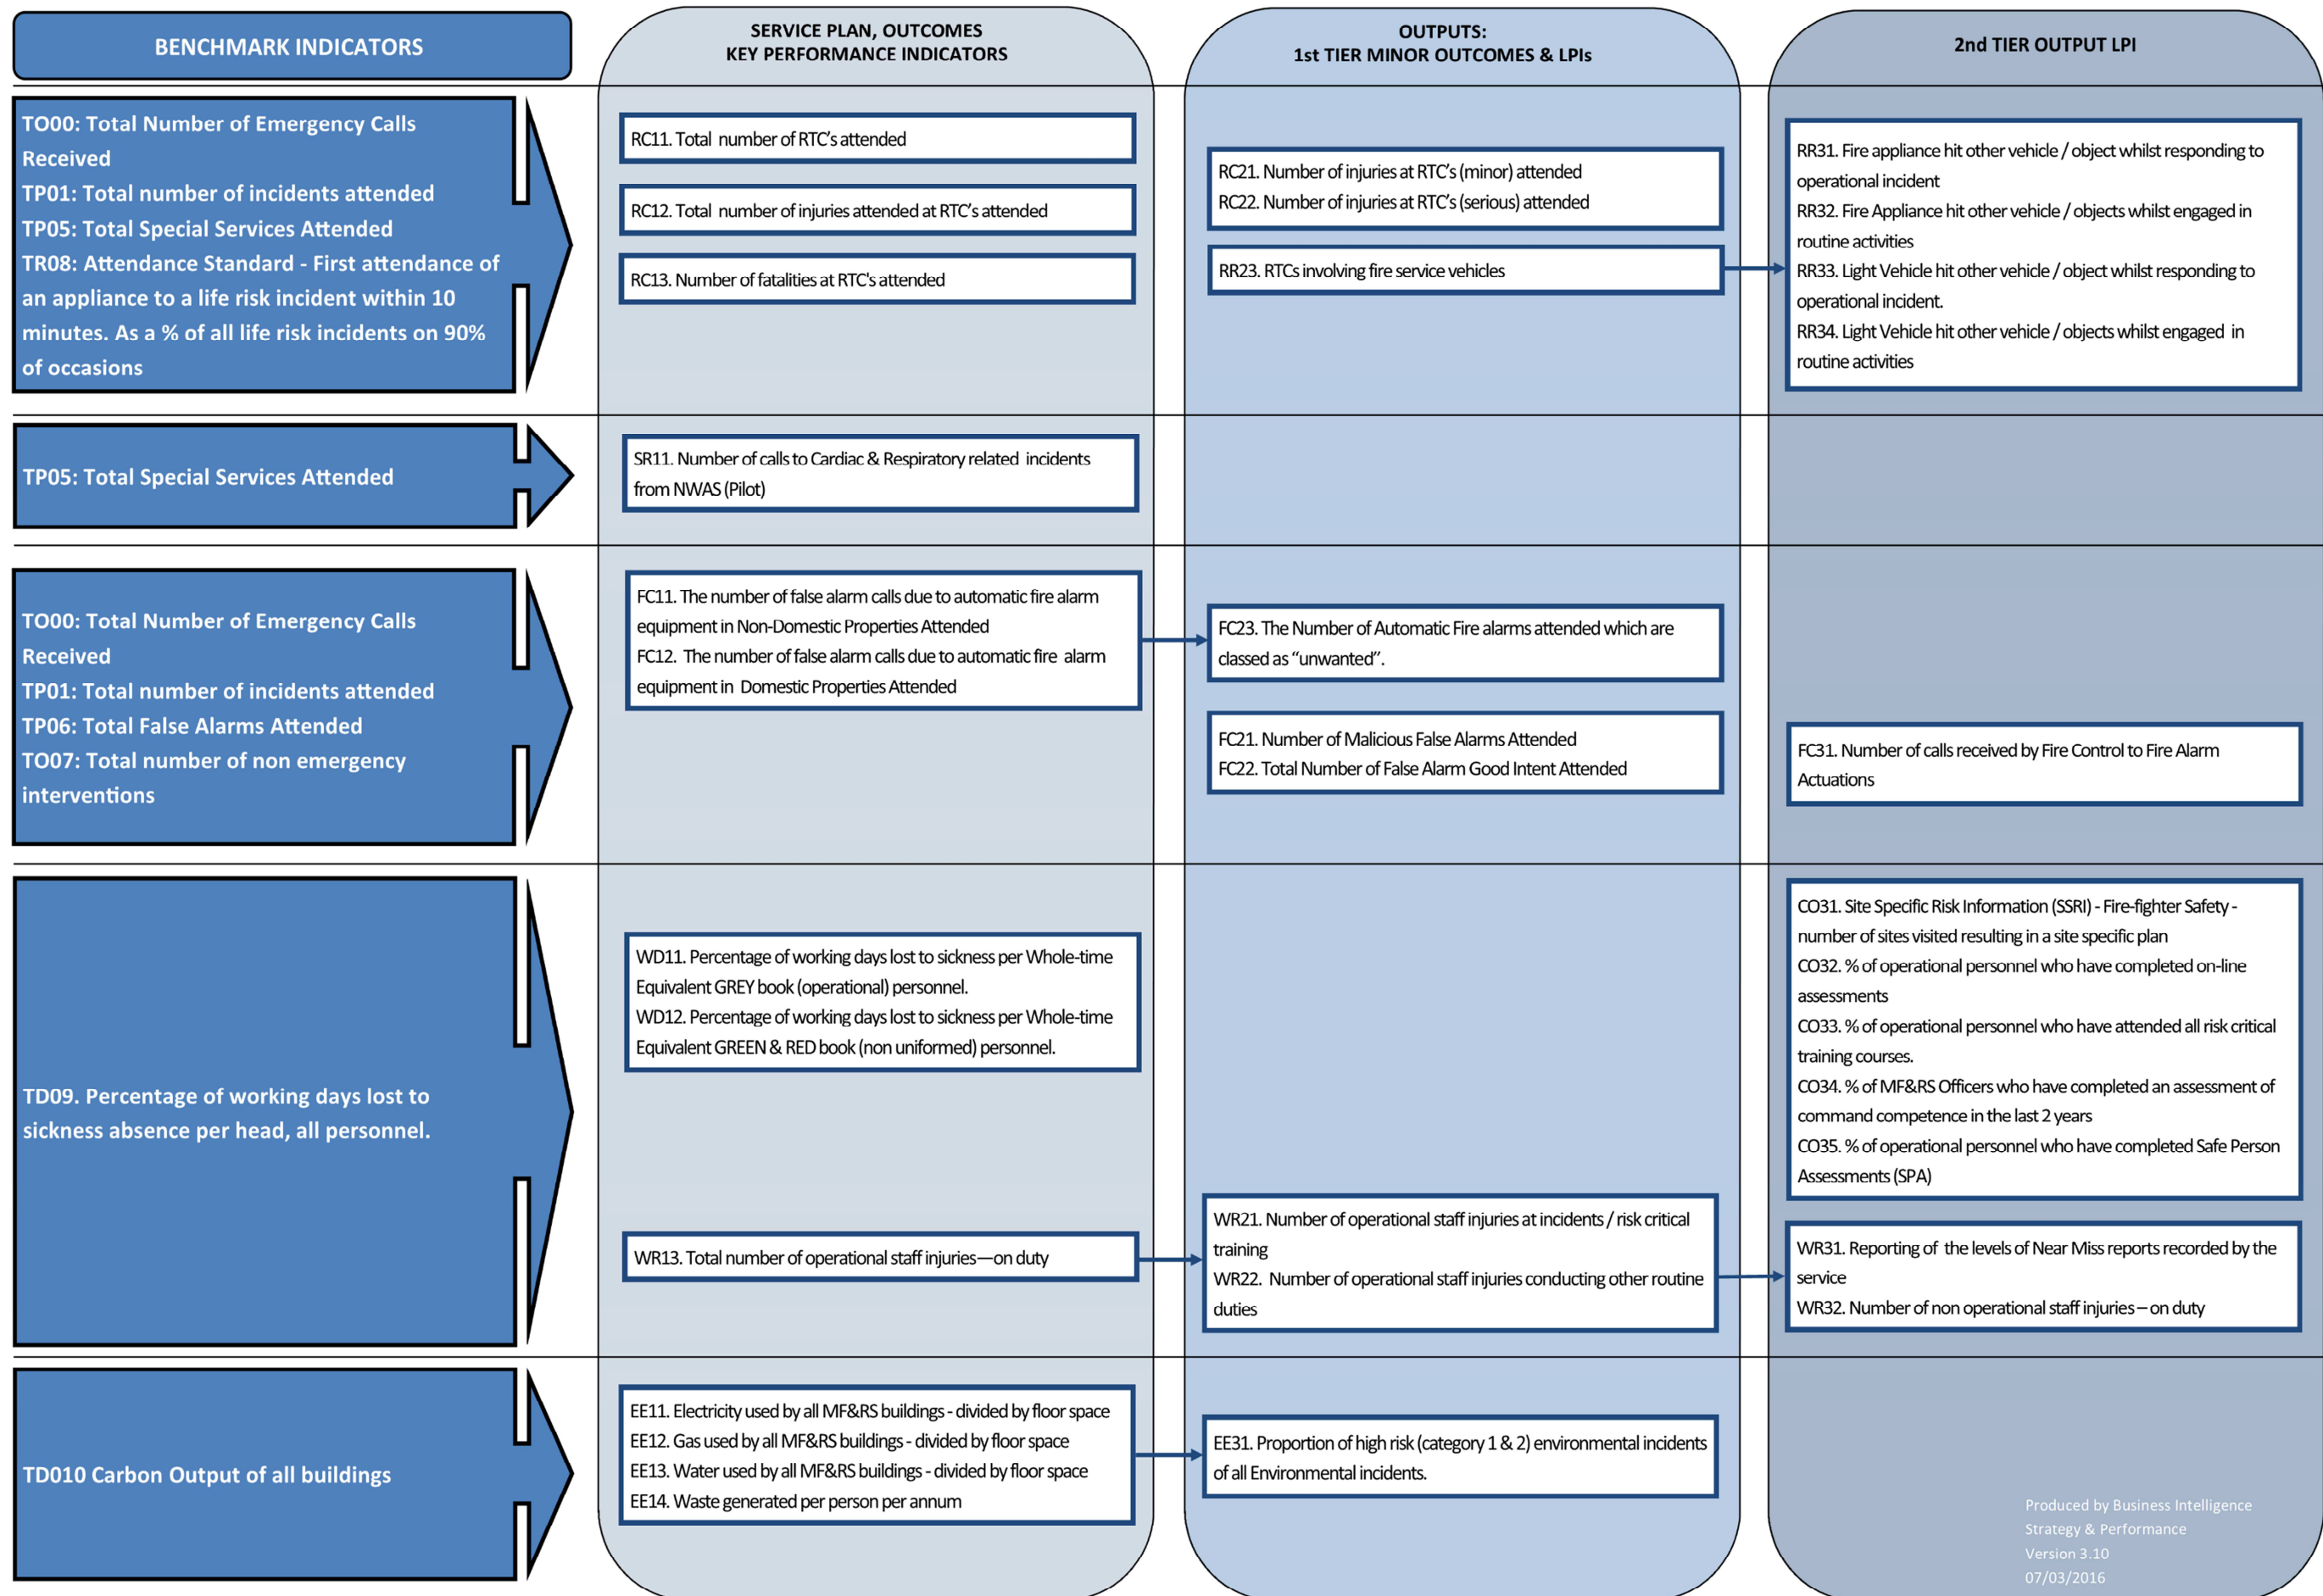 BENCHMARK INDICATORS
SERVICE PLAN, OUTCOMES
KEY PERFORMANCE INDICATORS
OUTPUTS:
1st TIER MINOR OUTCOMES & LPIs
2nd TIER OUTPUT LPI
TO00: Total Number of Emergency Calls
Received
TP01: Total number of incidents attended
TP05: Total Special Services Attended
TR08: Attendance Standard - First attendance of
an appliance to a life risk incident within 10
minutes. As a % of all life risk incidents on 90%
of occasions
RC11. Total number of RTC’s attended
RC12. Total number of injuries attended at RTC’s attended
RC13. Number of fatalities at RTC's attended
RC21. Number of injuries at RTC’s (minor) attended
RC22. Number of injuries at RTC’s (serious) attended
RR23. RTCs involving fire service vehicles
RR31. Fire appliance hit other vehicle / object whilst responding to
operational incident
RR32. Fire Appliance hit other vehicle / objects whilst engaged in
routine activities
RR33. Light Vehicle hit other vehicle / object whilst responding to
operational incident.
RR34. Light Vehicle hit other vehicle / objects whilst engaged in
routine activities
TP05: Total Special Services Attended
SR11. Number of calls to Cardiac & Respiratory related incidents
from NWAS (Pilot)
TO00: Total Number of Emergency Calls
Received
TP01: Total number of incidents attended
TP06: Total False Alarms Attended
TO07: Total number of non emergency
interventions
FC11. The number of false alarm calls due to automatic fire alarm
equipment in Non-Domestic Properties Attended
FC12. The number of false alarm calls due to automatic fire alarm
equipment in Domestic Properties Attended
FC23. The Number of Automatic Fire alarms attended which are
classed as “unwanted”.
FC21. Number of Malicious False Alarms Attended
FC22. Total Number of False Alarm Good Intent Attended
FC31. Number of calls received by Fire Control to Fire Alarm
Actuations
TD09. Percentage of working days lost to
sickness absence per head, all personnel.
WD11. Percentage of working days lost to sickness per Whole-time
Equivalent GREY book (operational) personnel.
WD12. Percentage of working days lost to sickness per Whole-time
Equivalent GREEN & RED book (non uniformed) personnel.
WR13. Total number of operational staff injuries—on duty
WR21. Number of operational staff injuries at incidents / risk critical
training
WR22. Number of operational staff injuries conducting other routine
duties
CO31. Site Specific Risk Information (SSRI) - Fire-fighter Safety -
number of sites visited resulting in a site specific plan
CO32. % of operational personnel who have completed on-line
assessments
CO33. % of operational personnel who have attended all risk critical
training courses.
CO34. % of MF&RS Officers who have completed an assessment of
command competence in the last 2 years
CO35. % of operational personnel who have completed Safe Person
Assessments (SPA)
WR31. Reporting of the levels of Near Miss reports recorded by the
service
WR32. Number of non operational staff injuries – on duty
TD010 Carbon Output of all buildings
EE11. Electricity used by all MF&RS buildings - divided by floor space
EE12. Gas used by all MF&RS buildings - divided by floor space
EE13. Water used by all MF&RS buildings - divided by floor space
EE14. Waste generated per person per annum
EE31. Proportion of high risk (category 1 & 2) environmental incidents
of all Environmental incidents.
Produced by Business Intelligence
Strategy & Performance
Version 3.10
07/03/2016